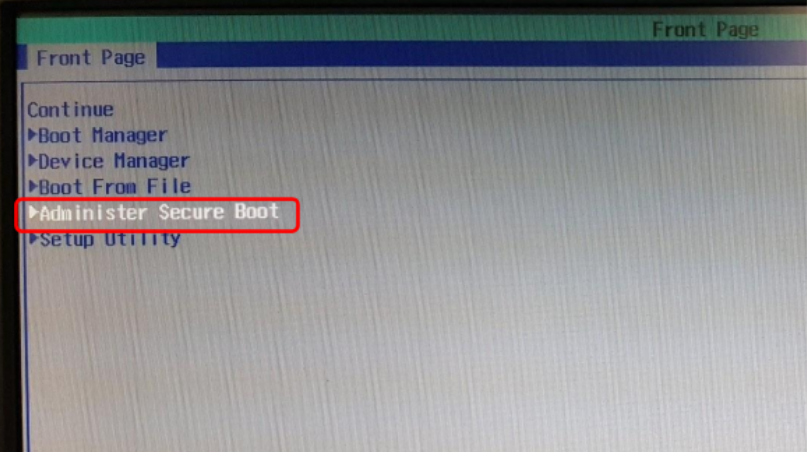 Front Page
Front Page
Continue
▶Boot Manager
▶Device Manager
▶Boot From File
▶Administer Secure Boot
▶Setup Utility